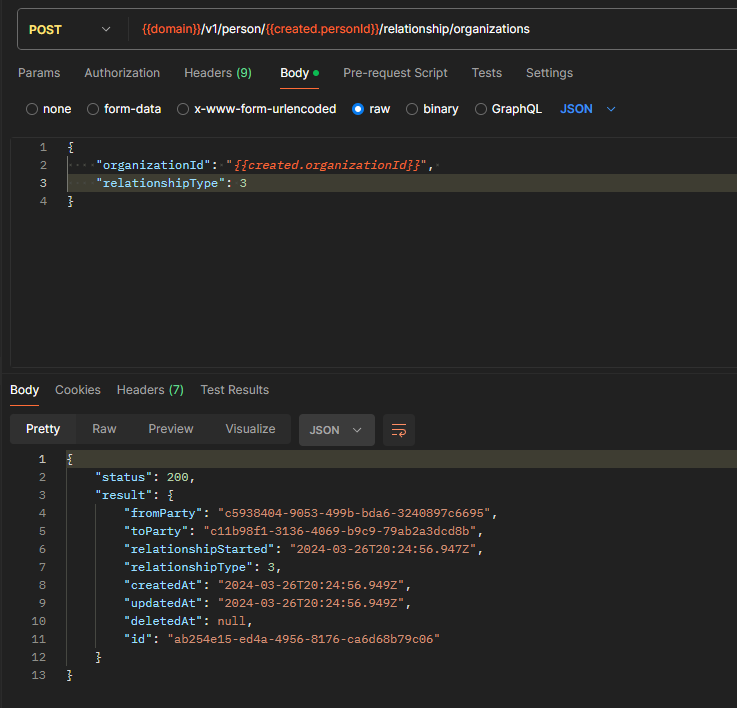 POST {{domain}}/v1/person/{{created.personId}}/relationship/organizations
Params Authorization Headers (9) Body Pre-request Script Tests Settings
none form-data x-www-form-urlencoded raw binary GraphQL JSON
1 {
2 "organizationId": "{{created.organizationId}}",
3 "relationshipType": 3
4 }
Body Cookies Headers (7) Test Results
Pretty Raw Preview Visualize JSON
1 {
2 "status": 200,
3 "result": {
4 "fromParty": "c5938404-9053-499b-bda6-3240897c6695",
5 "toParty": "c11b98f1-3136-4069-b9c9-79ab2a3dcd8b",
6 "relationshipStarted": "2024-03-26T20:24:56.947Z",
7 "relationshipType": 3,
8 "createdAt": "2024-03-26T20:24:56.949Z",
9 "updatedAt": "2024-03-26T20:24:56.949Z",
10 "deletedAt": null,
11 "id": "ab254e15-ed4a-4956-8176-ca6d68b79c06"
12 }
13 }